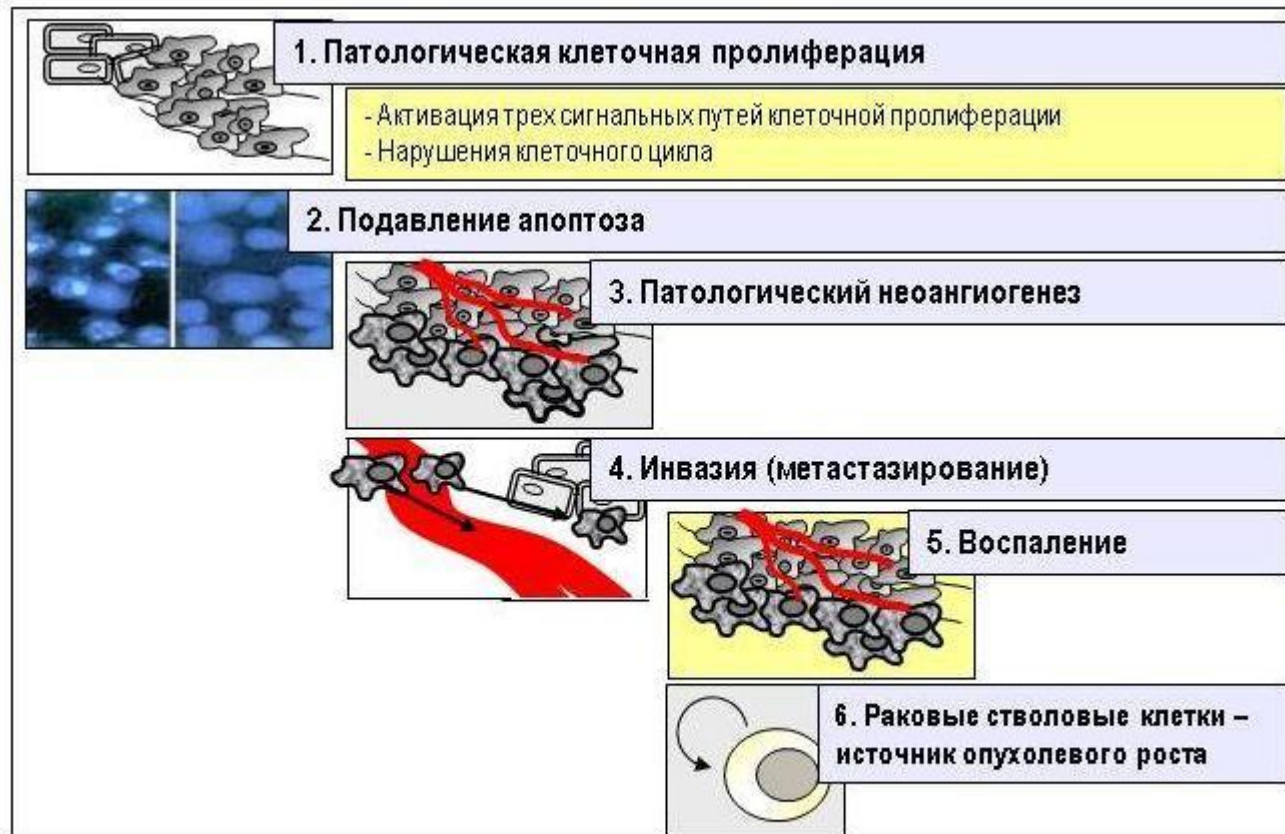 1. Патологическая клеточная пролиферация
- Активация трех сигнальных путей клеточной пролиферации
- Нарушения клеточного цикла
2. Подавление апоптоза
3. Патологический неоангиогенез
4. Инвазия (метастазирование)
5. Воспаление
6. Раковые стволовые клетки –
источник опухолевого роста